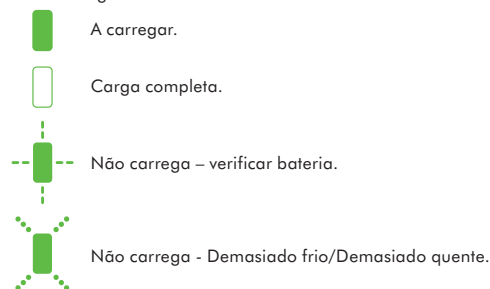 A carregar.
Carga completa.
Não carrega – verificar bateria.
Não carrega - Demasiado frio/Demasiado quente.